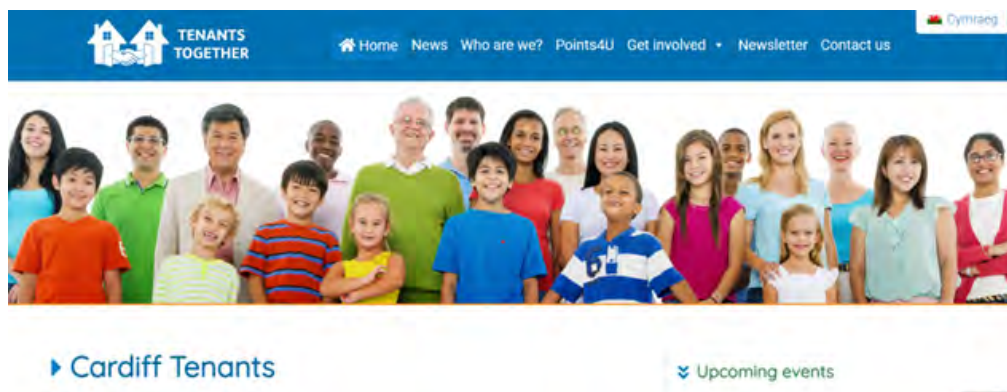 Cymraeg
TENANTS
TOGETHER
Home News Who are we? Points4U Get involved Newsletter Contact us
Cardiff Tenants
Upcoming events